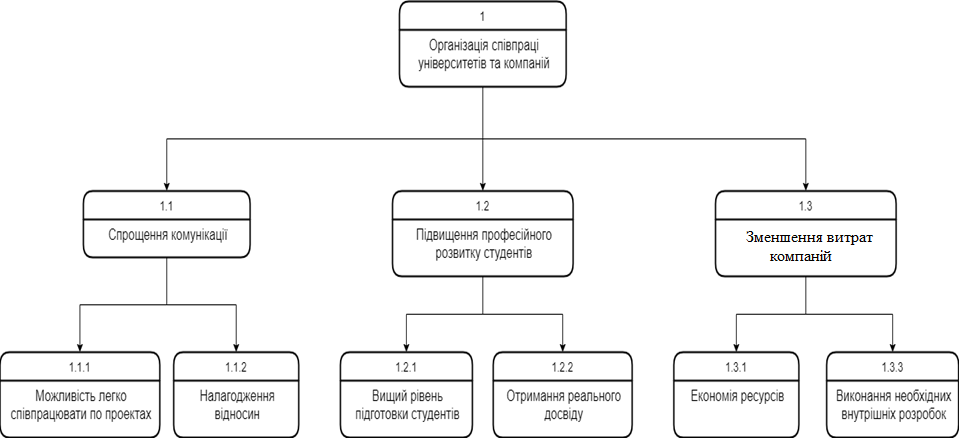 1
Організація співпраці
університетів та компаній
1.1
Спрощення комунікації
1.2
Підвищення професійного
розвитку студентів
1.3
Зменшення витрат
компаній
1.1.1
Можливість легко
співпрацювати по проектах
1.1.2
Налагодження
відносин
1.2.1
Вищий рівень
підготовки студентів
1.2.2
Отримання реального
досвіду
1.3.1
Економія ресурсів
1.3.3
Виконання необхідних
внутрішніх розробок